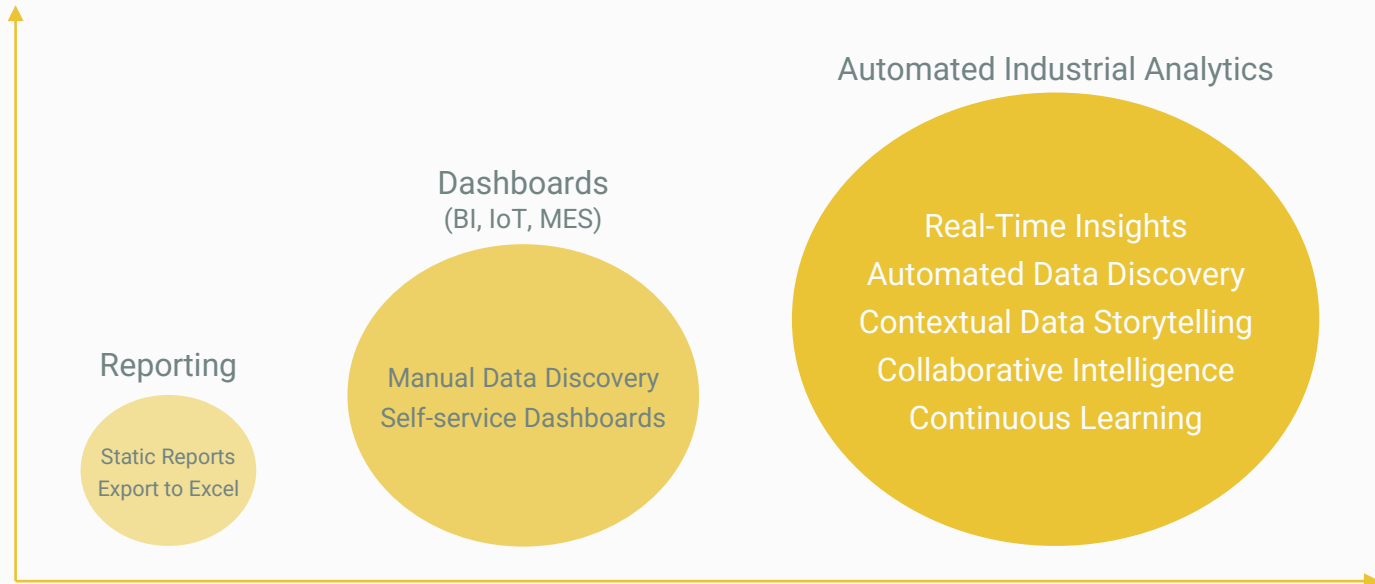 Reporting
Static Reports
Export to Excel
Dashboards
(BI, IoT, MES)
Manual Data Discovery
Self-service Dashboards
Automated Industrial Analytics
Real-Time Insights
Automated Data Discovery
Contextual Data Storytelling
Collaborative Intelligence
Continuous Learning